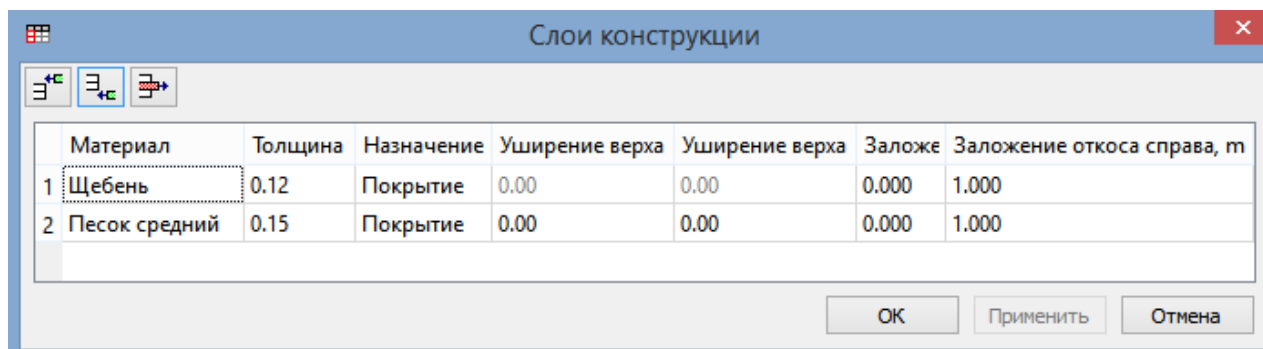 Слои конструкции
Материал Толщина Назначение Уширение верха Уширение верха Заложе Заложение откоса справа, m
1 Щебень 0.12 Покрытие 0.00 0.00 0.000 1.000
2 Песок средний 0.15 Покрытие 0.00 0.00 0.000 1.000
ОК Применить Отмена